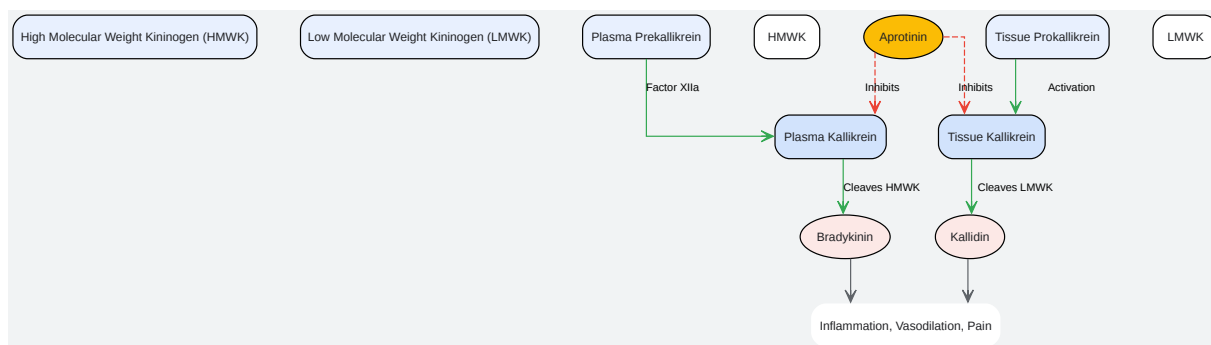 High Molecular Weight Kininogen (HMWK)
Low Molecular Weight Kininogen (LMWK)
Plasma Prekallikrein
HMWK
Aprotinin
Tissue Prokallikrein
LMWK
Factor XIIa
Inhibits
Inhibits
Activation
Plasma Kallikrein
Tissue Kallikrein
Cleaves HMWK
Cleaves LMWK
Bradykinin
Kallidin
Inflammation, Vasodilation, Pain